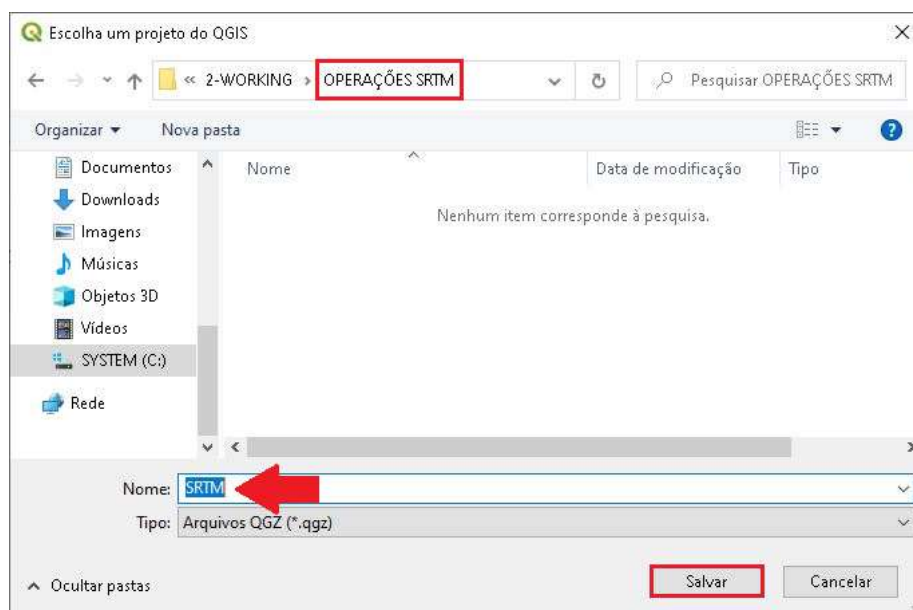 Escolha um projeto do QGIS
« 2-WORKING › OPERAÇÕES SRTM
Pesquisar OPERAÇÕES SRTM
Organizar Nova pasta
Nome Data de modificação Tipo
Nenhum item corresponde à pesquisa.
Documentos
Downloads
Imagens
Músicas
Objetos 3D
Vídeos
SYSTEM (C:)
Rede
Nome: SRTM
Tipo: Arquivos QGZ (*.qgz)
Ocultar pastas
Salvar Cancelar